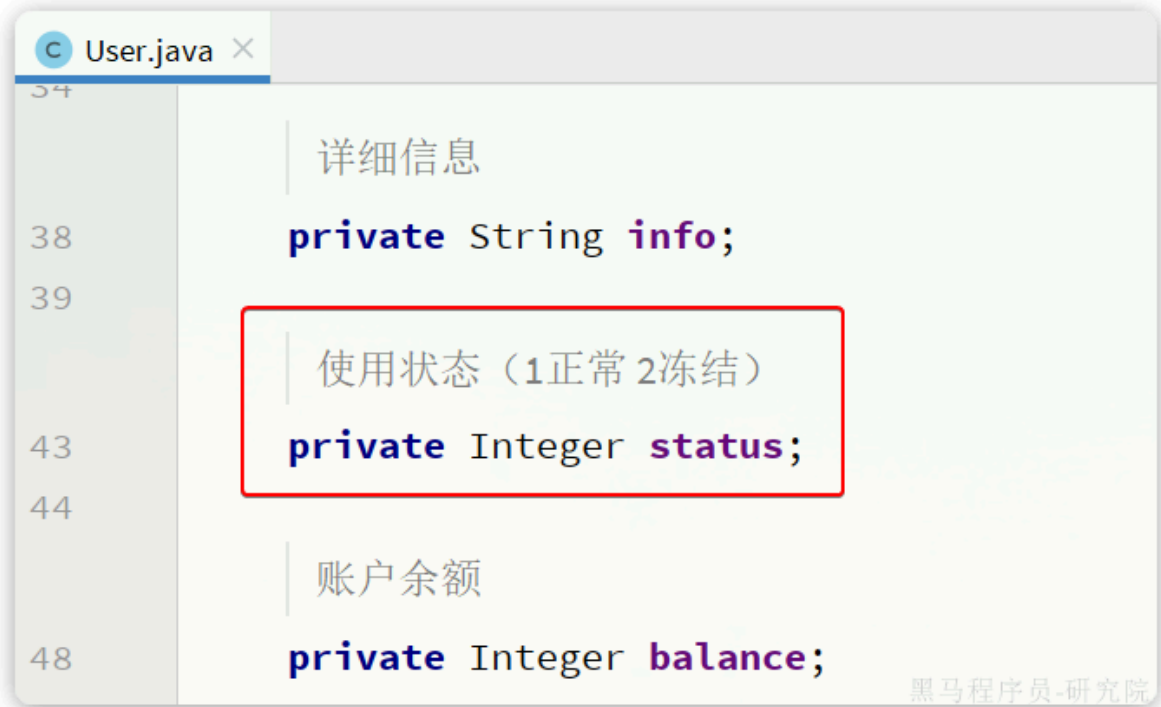 C User.java
34
详细信息
38 private String info;
39
使用状态（1正常 2冻结）
43 private Integer status;
44
账户余额
48 private Integer balance;
黑马程序员-研究院